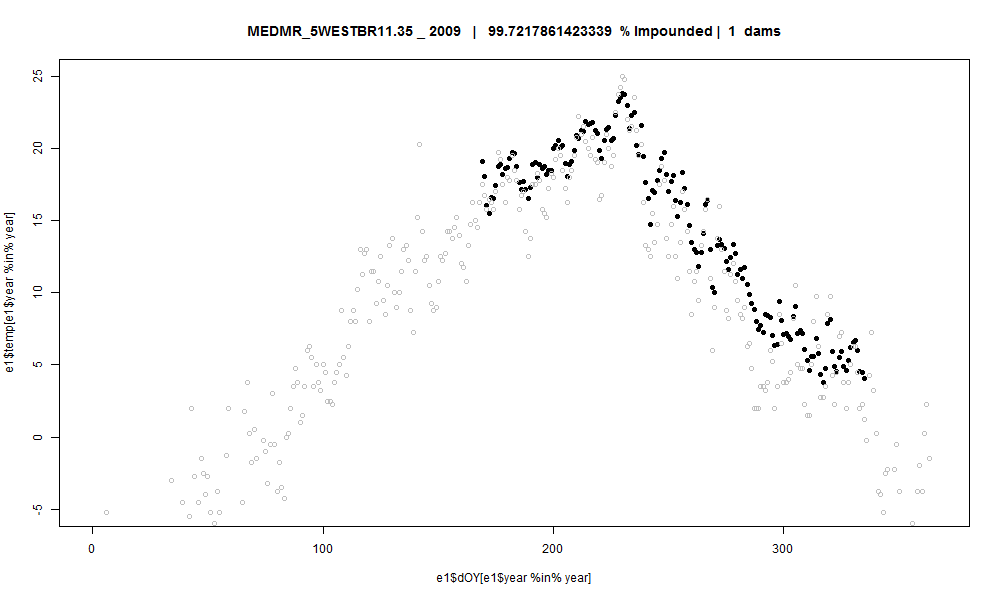 MEDMR_5WESTBR11.35 _ 2009 | 99.7217861423339 % Impounded | 1 dams
e1$temp[e1$year %in% year]
25
20
15
10
5
0
-5
0 100 200 300
e1$dOY[e1$year %in% year]